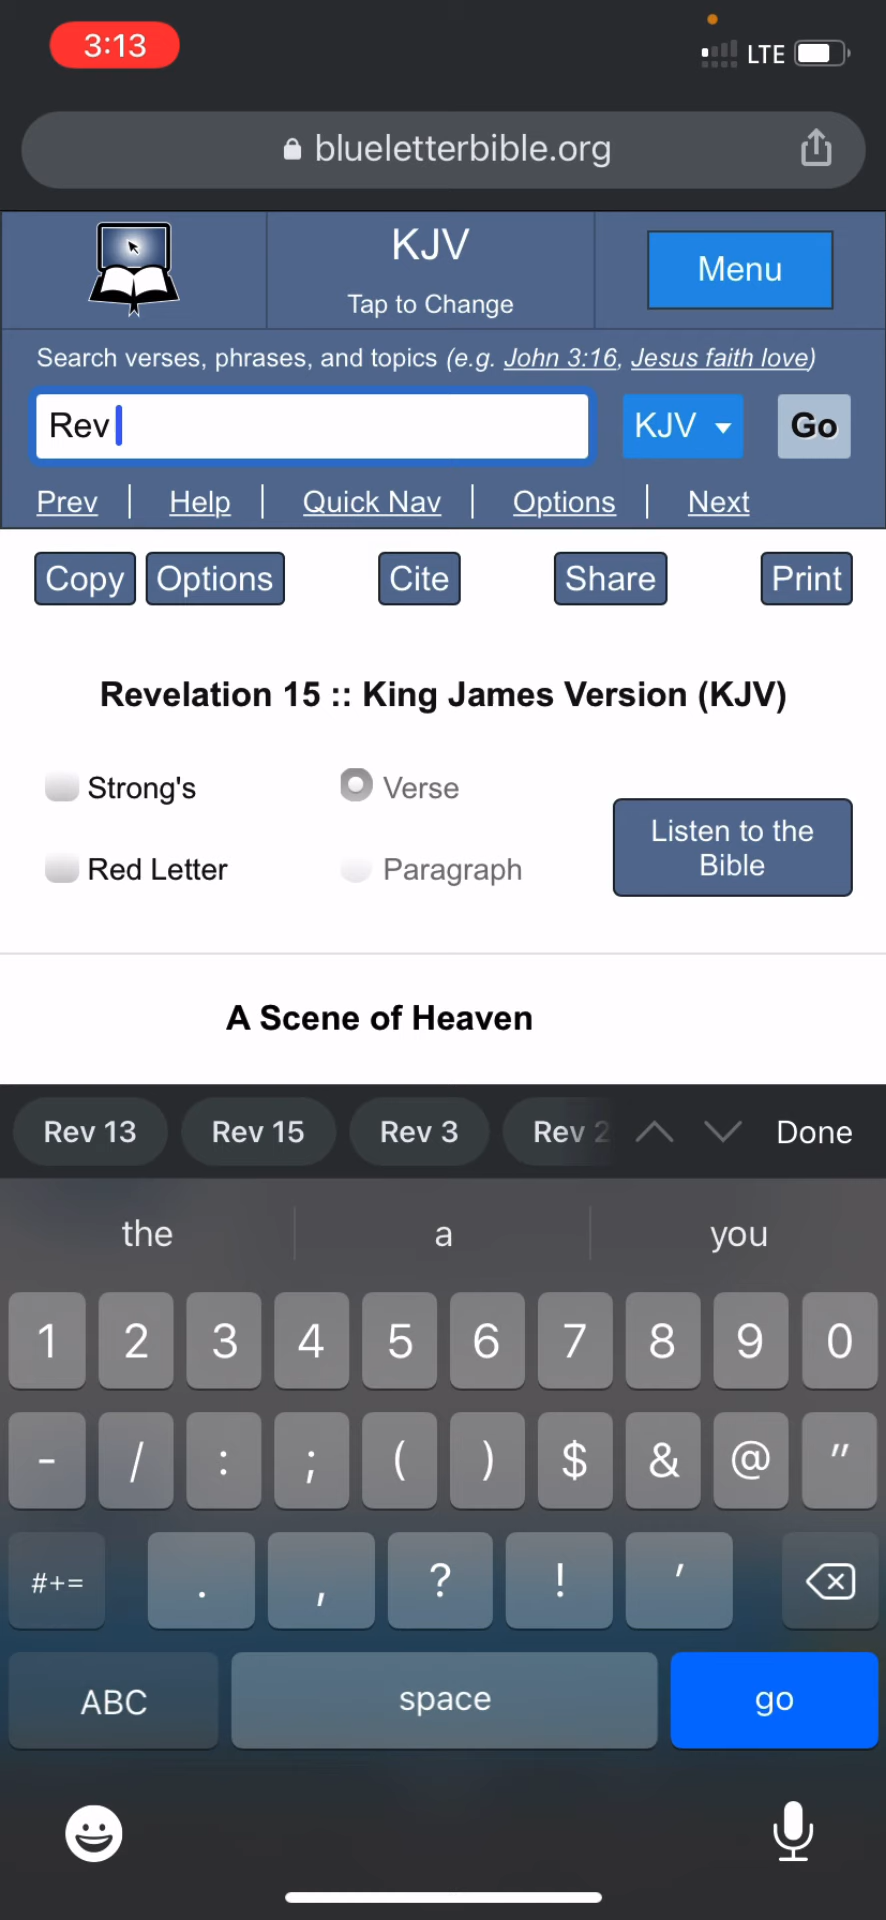 3:13 LTE
blueletterbible.org
KJV
Tap to Change
Menu
Search verses, phrases, and topics (e.g. John 3:16, Jesus faith love)
Rev KJV Go
Prev | Help | Quick Nav | Options | Next
Copy Options Cite Share Print
Revelation 15 :: King James Version (KJV)
Strong's Verse
Listen to the
Bible
Red Letter Paragraph
A Scene of Heaven
Rev 13 Rev 15 Rev 3 Rev 2 Done
the a you
1 2 3 4 5 6 7 8 9 0
- / : ; ( ) $ & @ "
#+= . , ? ! '
ABC space go